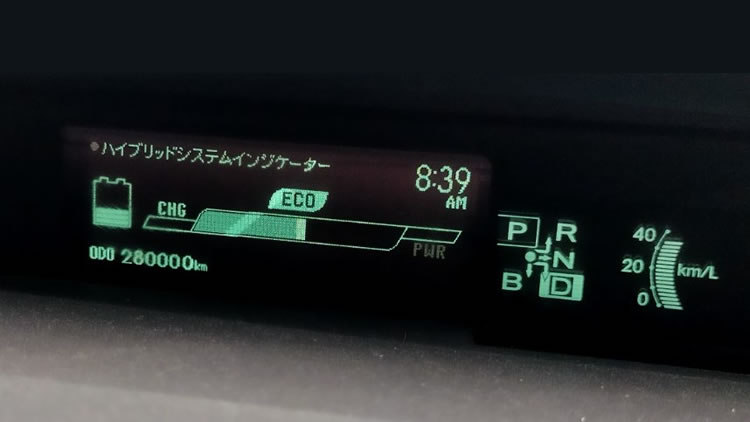 ハイブリッドシステムインジケーター
8:39
AM
ECO
CHG
PWR
ODO 280000km
P R
N
B D
40
20 km/L
0